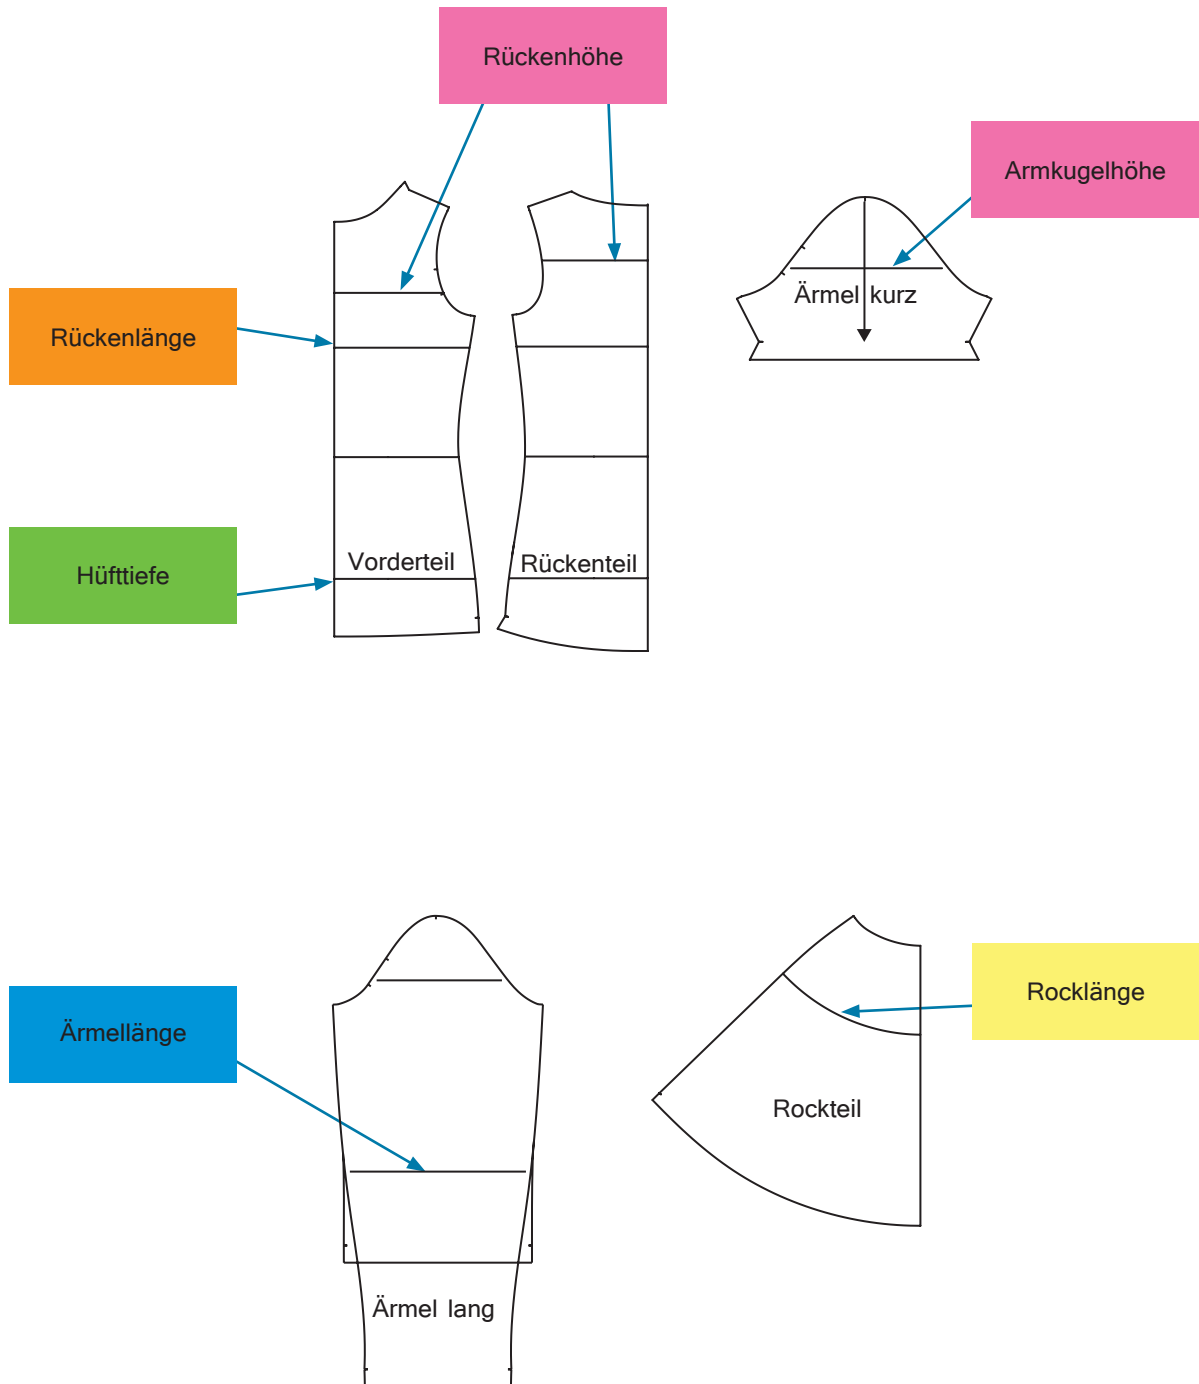 Rückenhöhe
Armkugelhöhe
Ärmel kurz
Rückenlänge
Vorderteil
Rückenteil
Hüfttiefe
Ärmellänge
Rocklänge
Rockteil
Ärmel lang